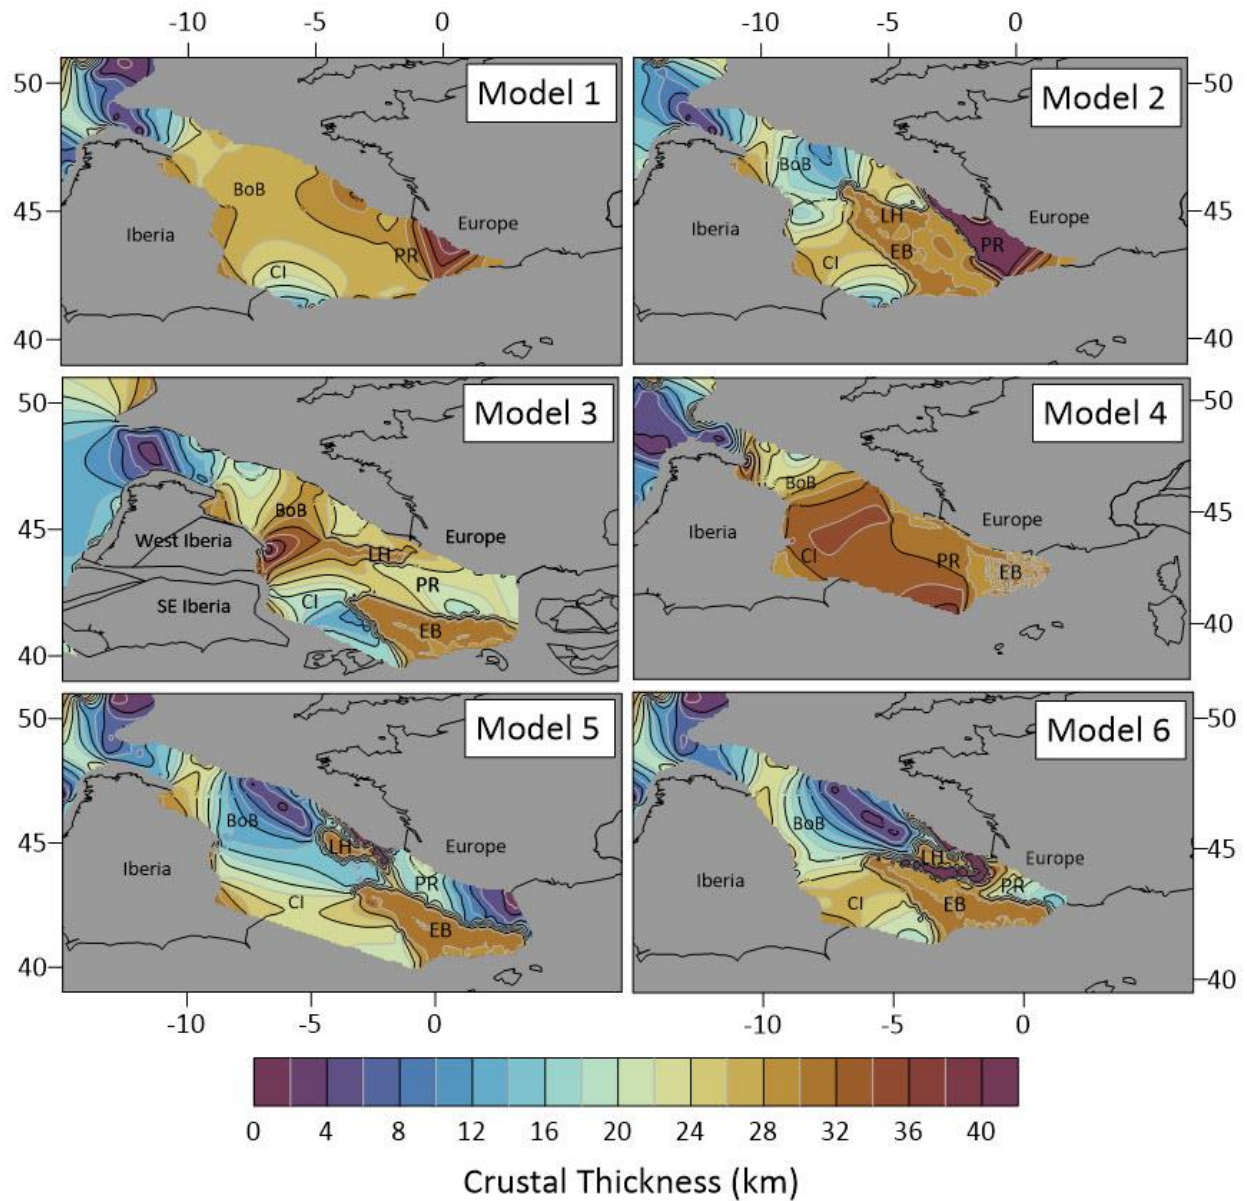 -10 -5 0 -10 -5 0
Model 1
Model 2
50
50
BoB
BoB
45
45
Iberia
Europe
LH
Europe
PR
PR
EB
CI
CI
40
40
Model 3
Model 4
50
50
BoB
BoB
45
45
West Iberia
Europe
Iberia
Europe
LH
CI
PR
PR
EB
SE Iberia
CI
EB
40
40
Model 5
Model 6
50
50
BoB
BoB
45
45
LH
Europe
LH
Europe
Iberia
PR
Iberia
PR
CI
CI
EB
EB
40
40
-10 -5 0 -10 -5 0
0 4 8 12 16 20 24 28 32 36 40
Crustal Thickness (km)